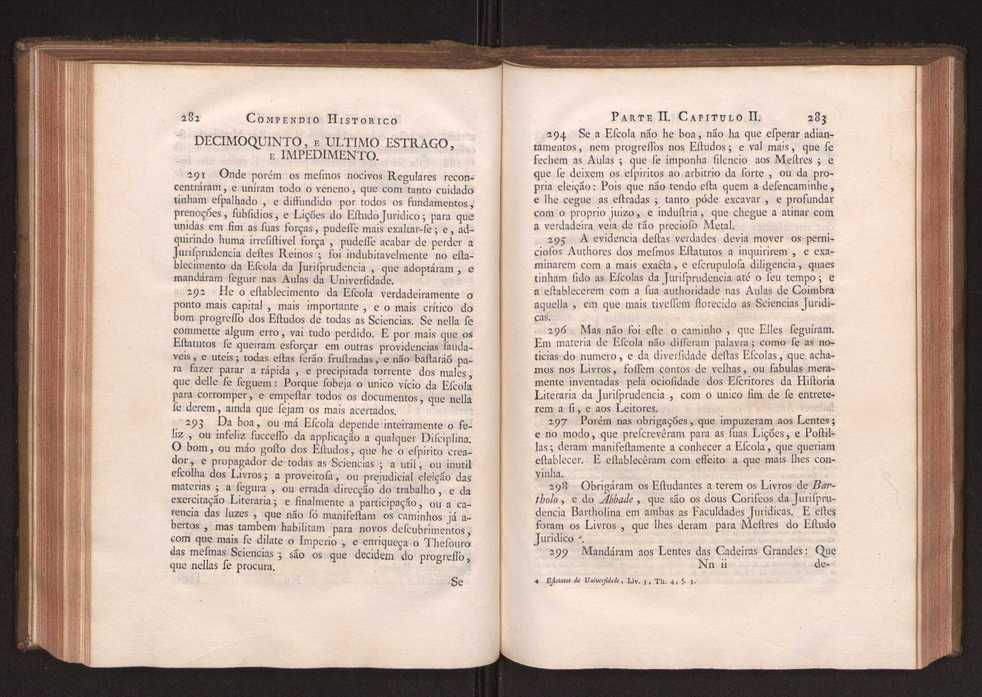 282 COMPENDIO HISTORICO
DECIMOQUINTO, E ULTIMO ESTRAGO,
E IMPEDIMENTO.
291 Onde porém os meſmos nocivos Regulares recon-
centráram, e uníram todo o veneno, que com tanto cuidado
tinham eſpalhado, e diffundido por todos os fundamentos,
prenoções, ſubſidios, e Lições do Eſtudo Juridico; para que
unidas em fim as ſuas forças, pudeſſe mais exaltar-ſe; e, ad-
quirindo huma irreſiſtivel força, pudeſſe acabar de perder a
Juriſprudencia deſtes Reinos; foi indubitavelmente no eſta-
blecimento da Eſcola da Juriſprudencia, que adoptáram, e
mandáram ſeguir nas Aulas da Univerſidade.
292 He o eſtablecimento da Eſcola verdadeiramente o
ponto mais capital, mais importante, e o mais crítico do
bom progreſſo dos Eſtudos de todas as Sciencias. Se nella ſe
commette algum erro, vai tudo perdido. E por mais que os
Eſtatutos ſe queiram esforçar em outras providencias ſauda-
veis, e uteis; todas eſtas ſerão fruſtradas, e não baſtaráõ pa-
ra fazer parar a rápida, e precipitada torrente dos males,
que delle ſe ſeguem: Porque ſobeja o unico vício da Eſcola
para corromper, e empeſtar todos os documentos, que nella
ſe derem, ainda que ſejam os mais acertados.
293 Da boa, ou má Eſcola depende inteiramente o fe-
liz, ou infeliz ſucceſſo da applicação a qualquer Diſciplina.
O bom, ou máo goſto dos Eſtudos, que he o eſpirito crea-
dor, e propagador de todas as Sciencias; a util, ou inutil
eſcolha dos Livros; a proveitoſa, ou prejudicial eleição das
materias; a ſegura, ou errada direcção do trabalho, e da
exercitação Literaria; e finalmente a participação, ou a ca-
rencia das luzes, que não ſó manifeſtam os caminhos já a-
bertos, mas tambem habilitam para novos deſcubrimentos,
com que mais ſe dilate o Imperio, e enriqueça o Theſouro
das meſmas Sciencias; são os que decidem do progreſſo,
que nellas ſe procura.
Se
PARTE II. CAPITULO II. 283
294 Se a Eſcola não he boa, não ha que eſperar adian-
tamentos, nem progreſſos nos Eſtudos; e val mais, que ſe
fechem as Aulas; que ſe imponha ſilencio aos Meſtres; e
que ſe deixem os eſpiritos ao arbitrio da ſorte, ou da pro-
pria eleição: Pois que não tendo eſta quem a deſencaminhe,
e lhe cegue as eſtradas; tanto póde excavar, e profundar
com o proprio juizo, e induſtria, que chegue a atinar com
a verdadeira veia de tão precioſo Metal.
295 A evidencia deſtas verdades devia mover os perni-
cioſos Authores dos meſmos Eſtatutos a inquirirem, e exa-
minarem com a mais exacta, e eſcrupuloſa diligencia, quaes
tinham ſido as Eſcolas da Juriſprudencia até o ſeu tempo; e
a eſtablecerem com a ſua authoridade nas Aulas de Coimbra
aquella, em que mais tiveſſem florecido as Sciencias Juridi-
cas.
296 Mas não foi eſte o caminho, que Elles ſeguíram.
Em materia de Eſcola não diſſeram palavra; como ſe as no-
ticias do numero, e da diverſidade deſtas Eſcolas, que acha-
mos nos Livros, foſſem contos de velhas, ou fabulas mera-
mente inventadas pela ocioſidade dos Eſcritores da Hiſtoria
Literaria da Juriſprudencia, com o unico fim de ſe entrete-
rem a ſi, e aos Leitores.
297 Porém nas obrigações, que impuzeram aos Lentes;
e no modo, que preſcrevêram para as ſuas Lições, e Poſtil-
las; deram manifeſtamente a conhecer a Eſcola, que queriam
eſtablecer. E eſtablecêram com effeito a que mais lhes con-
vinha.
298 Obrigáram os Eſtudantes a terem os Livros de Bar-
tholo, e do Abbade, que são os dous Corifeos da Juriſpru-
dencia Bartholina em ambas as Faculdades Juridicas. E eſtes
foram os Livros, que lhes deram para Meſtres do Eſtudo
Juridico a.
299 Mandáram aos Lentes das Cadeiras Grandes: Que
Nn ii de-
a Eſtatutos da Univerſidade, Liv. 3, Tit. 4, §. 3.